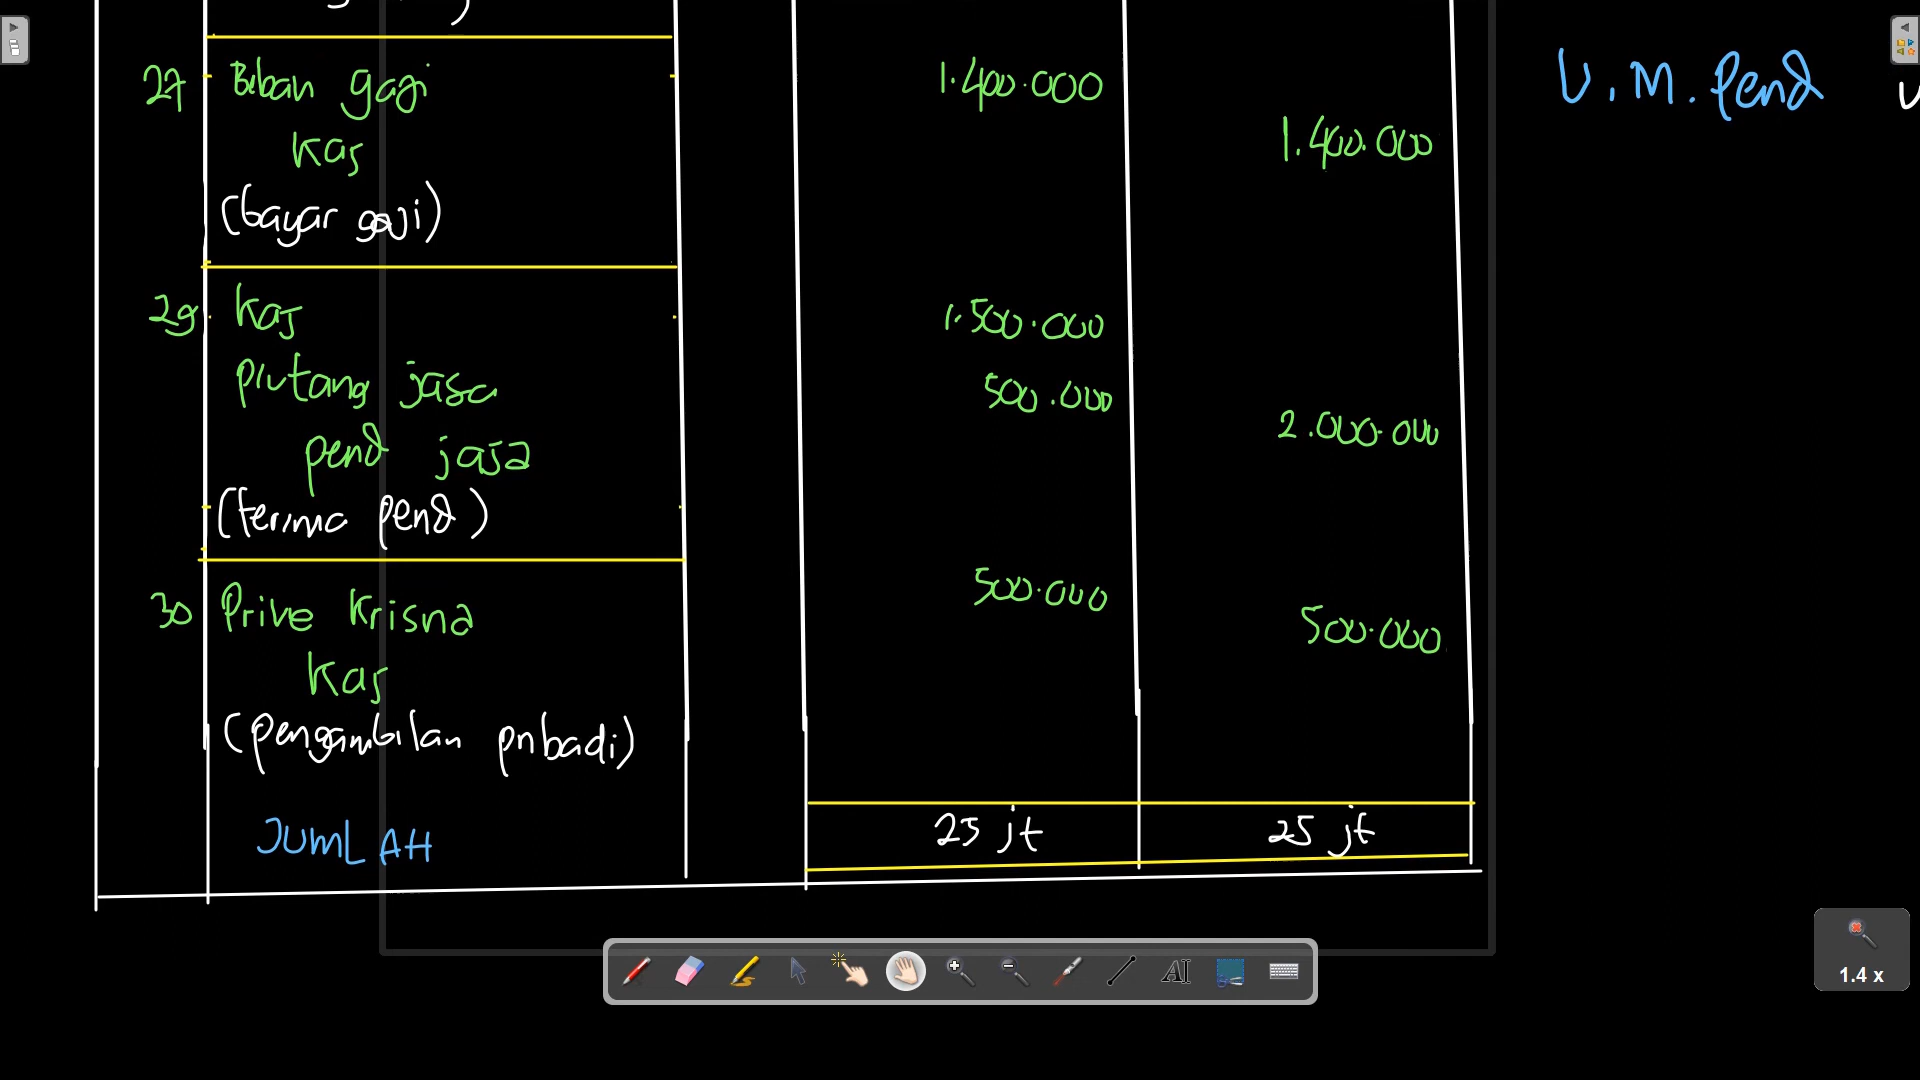 27 Beban gaji 1.400.000
Kas 1.400.000
(bayar gaji)
29 Kas 1.500.000
piutang jasa 500.000
pend jasa 2.000.000
(terima pend)
30 Prive Krisna 500.000
Kas 500.000
(pengambilan pribadi)
JUMLAH 25 jt 25 jt
U.M. Pend
AI
1.4 x